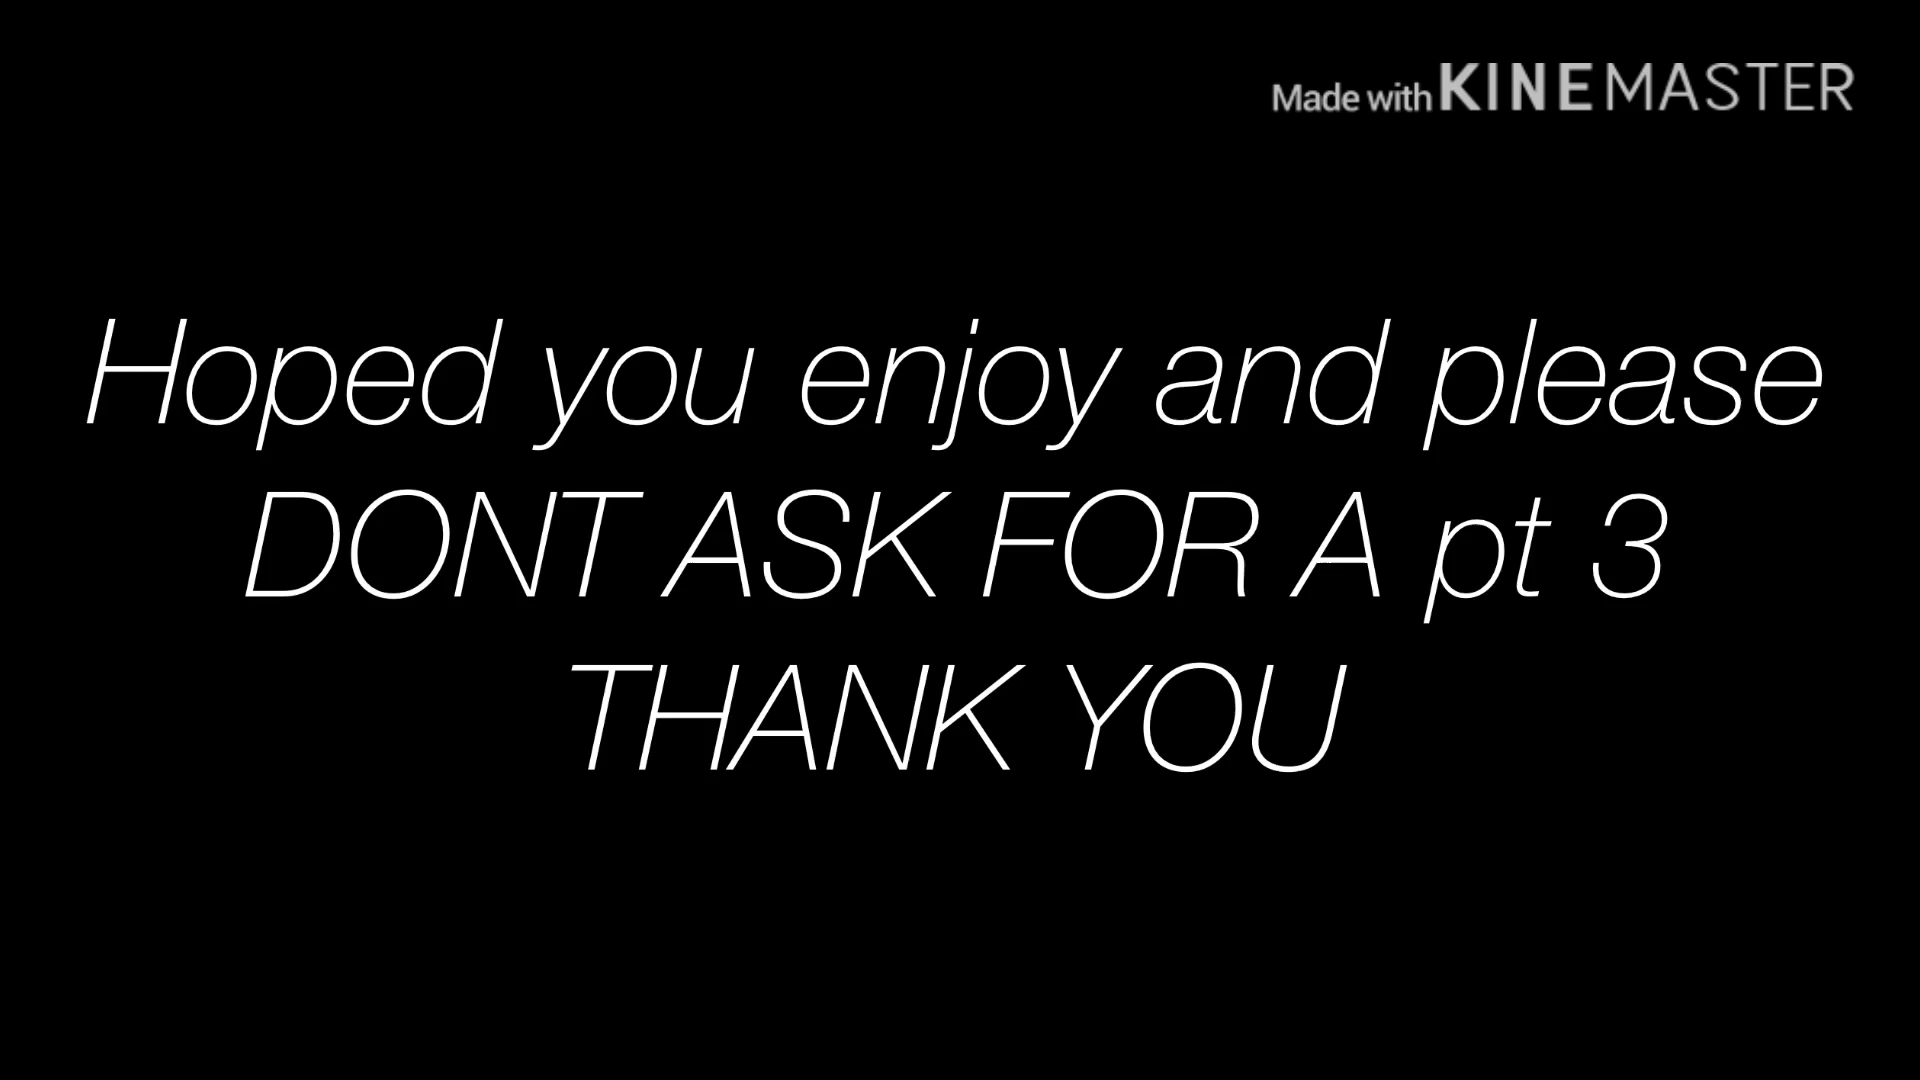 Made with KINEMASTER
Hoped you enjoy and please
DONT ASK FOR A pt 3
THANK YOU